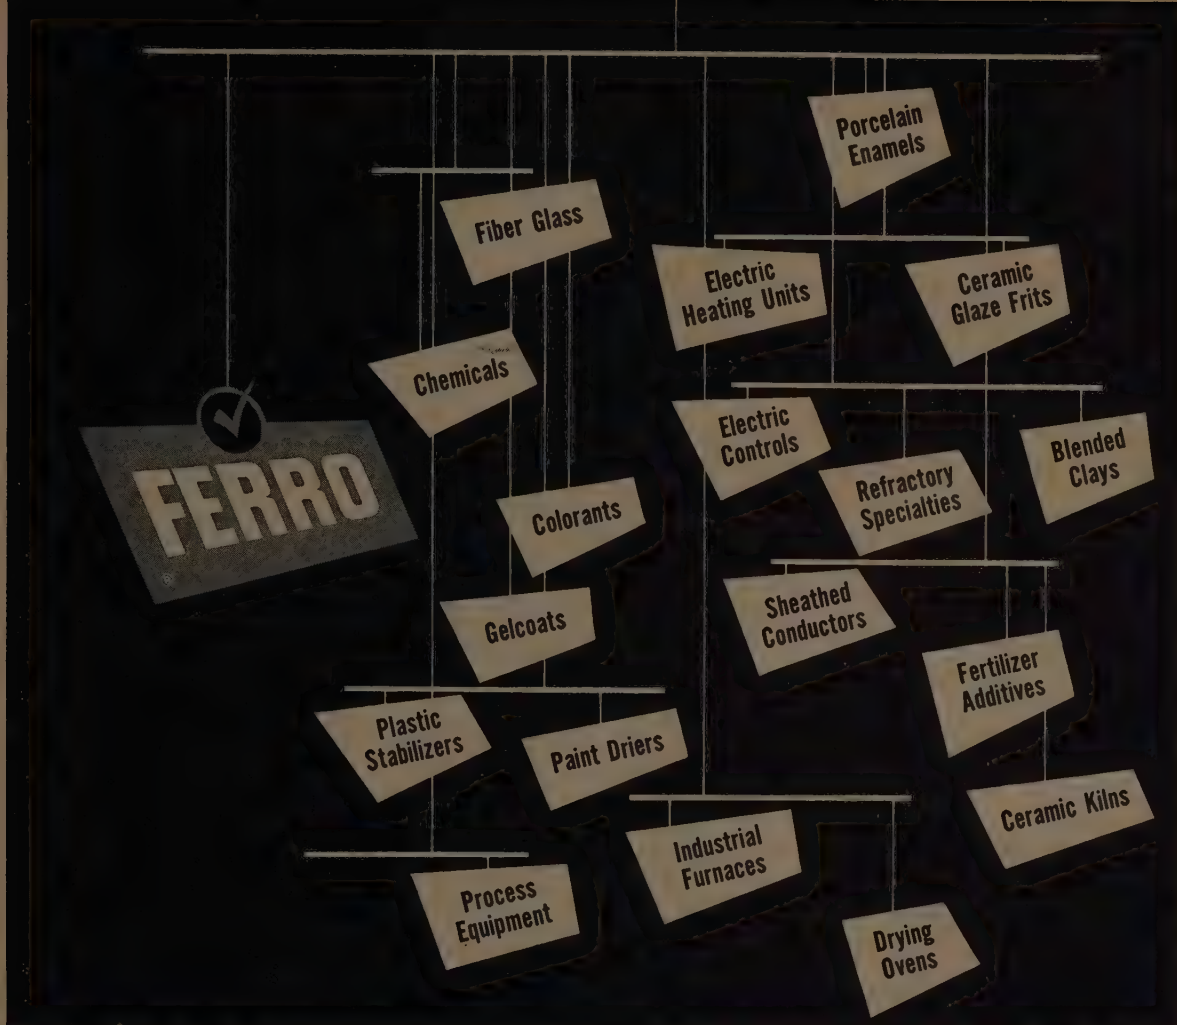 Porcelain
Enamels
Fiber Glass
Electric
Heating Units
Ceramic
Glaze Frits
Chemicals
Electric
Controls
Blended
Clays
FERRO
Refractory
Specialties
Colorants
Sheathed
Conductors
Gelcoats
Fertilizer
Additives
Plastic
Stabilizers
Paint Driers
Ceramic Kilns
Industrial
Furnaces
Process
Equipment
Drying
Ovens